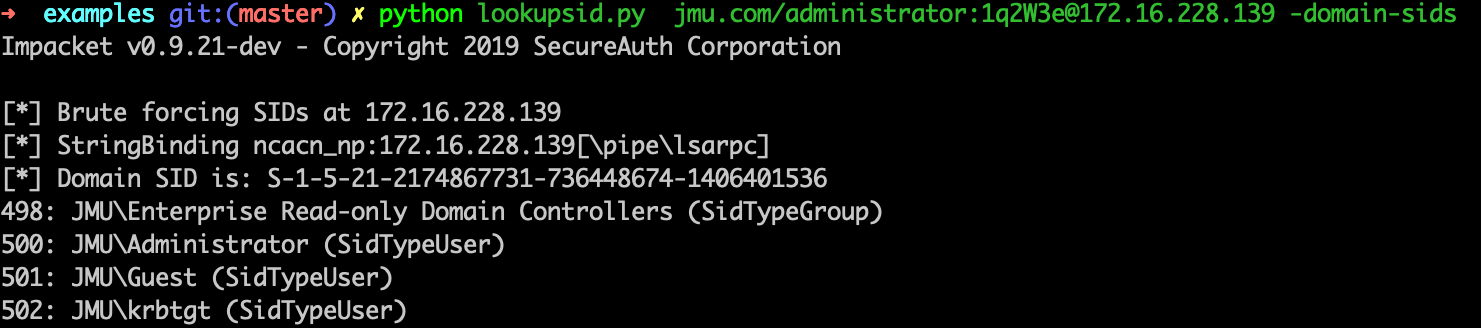 ➜ examples git:(master) ✗ python lookupsid.py jmu.com/administrator:1q2W3e@172.16.228.139 -domain-sids
Impacket v0.9.21-dev - Copyright 2019 SecureAuth Corporation
[*] Brute forcing SIDs at 172.16.228.139
[*] StringBinding ncacn_np:172.16.228.139[\pipe\lsarpc]
[*] Domain SID is: S-1-5-21-2174867731-736448674-1406401536
498: JMU\Enterprise Read-only Domain Controllers (SidTypeGroup)
500: JMU\Administrator (SidTypeUser)
501: JMU\Guest (SidTypeUser)
502: JMU\krbtgt (SidTypeUser)